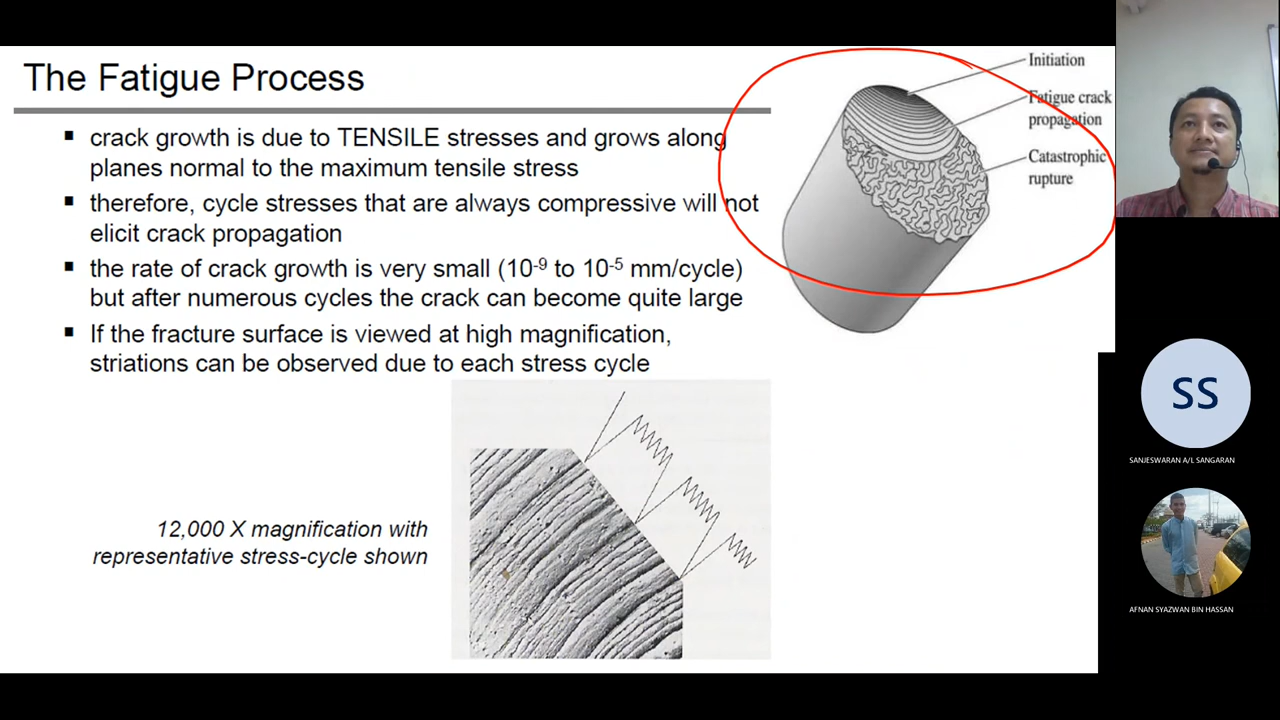 The Fatigue Process
▪ crack growth is due to TENSILE stresses and grows along
planes normal to the maximum tensile stress
▪ therefore, cycle stresses that are always compressive will not
elicit crack propagation
▪ the rate of crack growth is very small (10⁻⁹ to 10⁻⁵ mm/cycle)
but after numerous cycles the crack can become quite large
▪ If the fracture surface is viewed at high magnification,
striations can be observed due to each stress cycle
Initiation
Fatigue crack
propagation
Catastrophic
rupture
12,000 X magnification with
representative stress-cycle shown
SS
SANJESWARAN A/L SANGARAN
AFNAN SYAZWAN BIN HASSAN